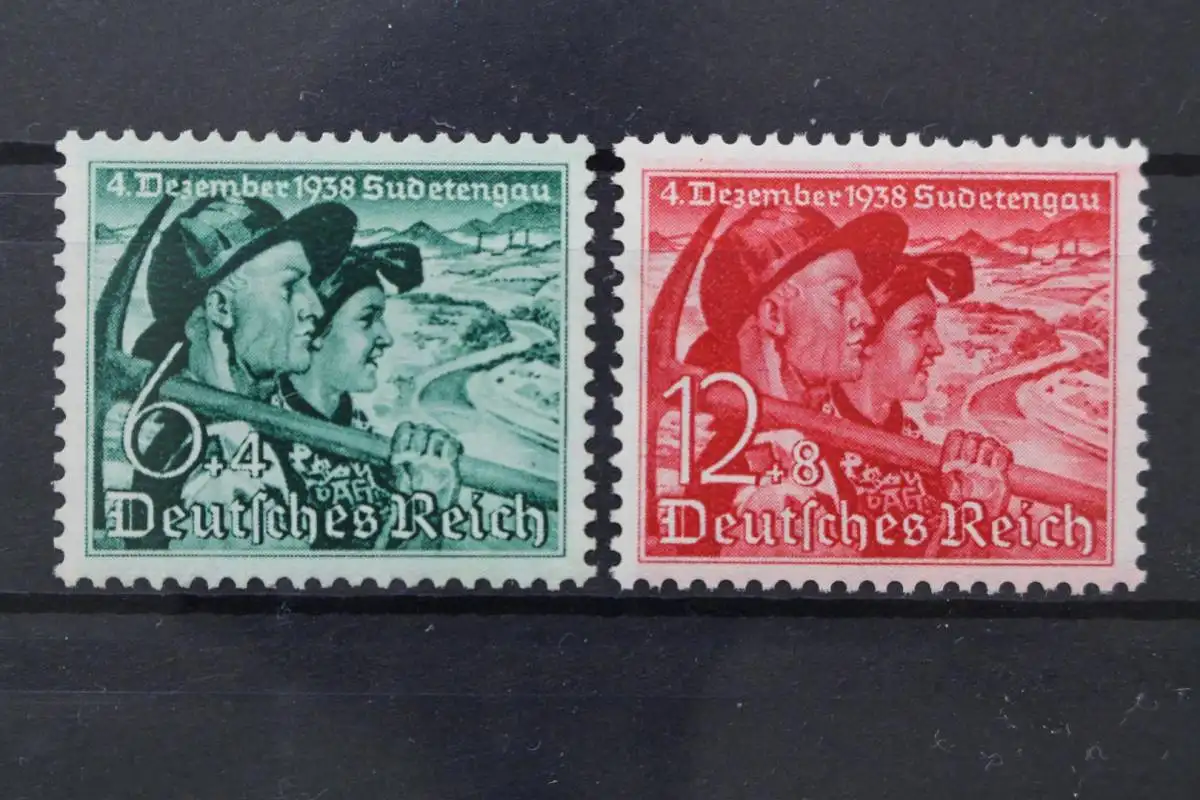 4. Dezember 1938 Sudetengau
6+4
Deutsches Reich
4. Dezember 1938 Sudetengau
12+8
Deutsches Reich